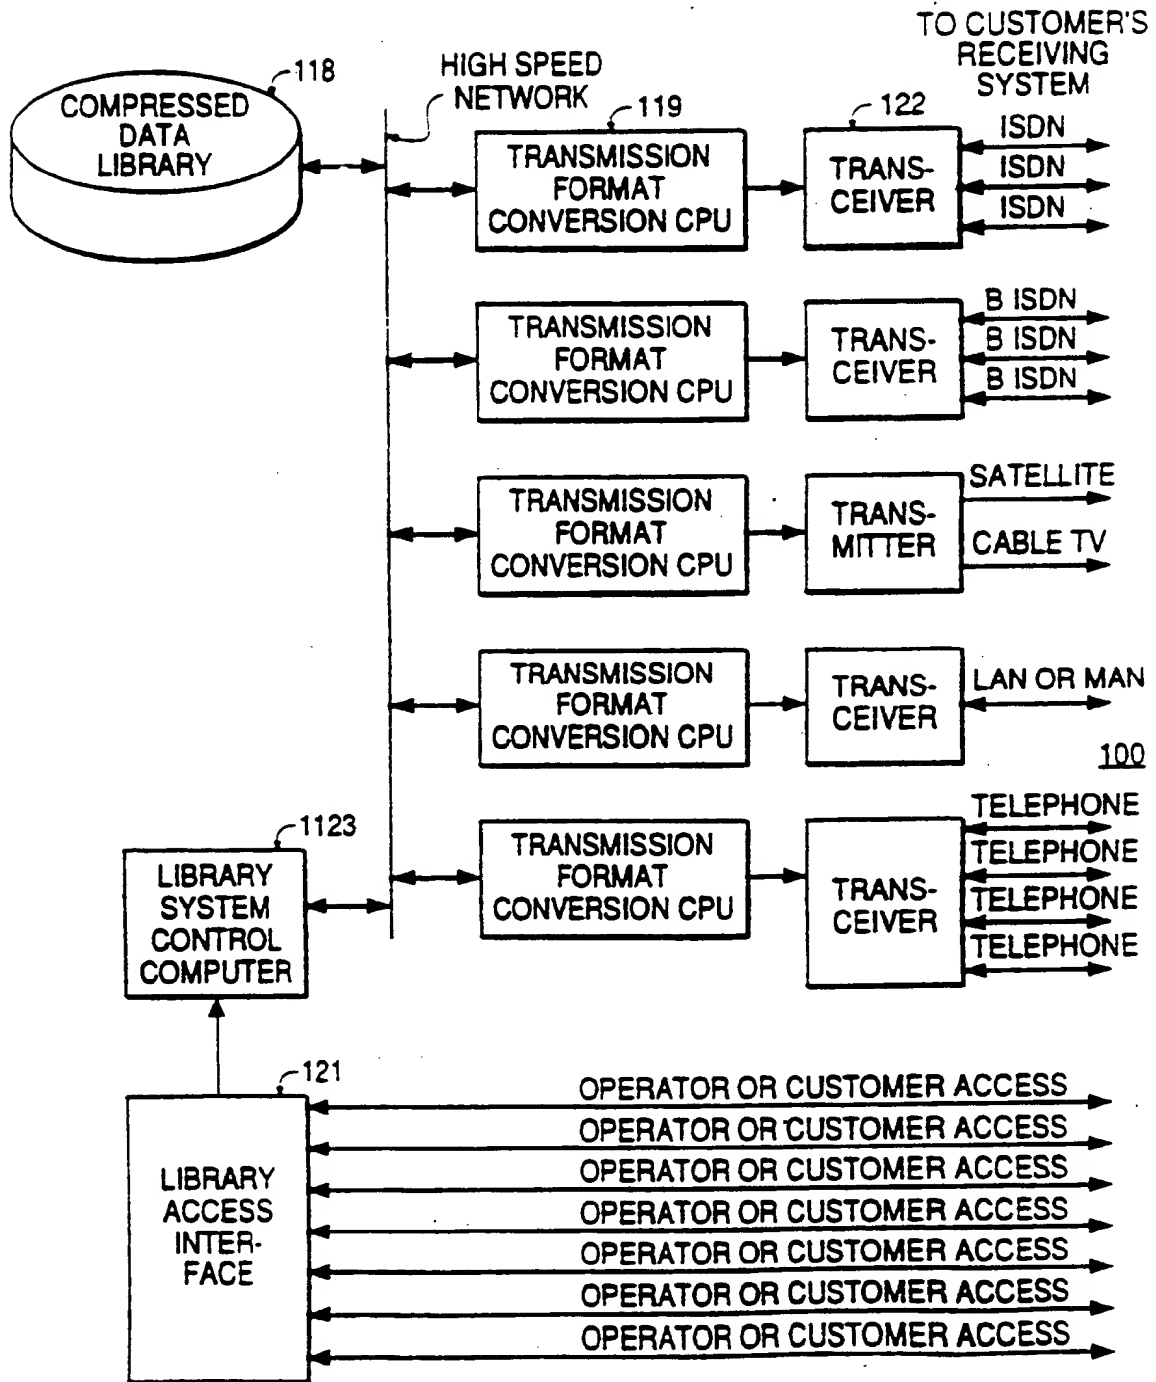 TO CUSTOMER'S
RECEIVING
SYSTEM
118
COMPRESSED
DATA
LIBRARY
HIGH SPEED
NETWORK
119
TRANSMISSION
FORMAT
CONVERSION CPU
122
TRANS-
CEIVER
ISDN
ISDN
ISDN
TRANSMISSION
FORMAT
CONVERSION CPU
TRANS-
CEIVER
B ISDN
B ISDN
B ISDN
TRANSMISSION
FORMAT
CONVERSION CPU
TRANS-
MITTER
SATELLITE
CABLE TV
TRANSMISSION
FORMAT
CONVERSION CPU
TRANS-
CEIVER
LAN OR MAN
100
TRANSMISSION
FORMAT
CONVERSION CPU
TRANS-
CEIVER
TELEPHONE
TELEPHONE
TELEPHONE
TELEPHONE
1123
LIBRARY
SYSTEM
CONTROL
COMPUTER
121
LIBRARY
ACCESS
INTER-
FACE
OPERATOR OR CUSTOMER ACCESS
OPERATOR OR CUSTOMER ACCESS
OPERATOR OR CUSTOMER ACCESS
OPERATOR OR CUSTOMER ACCESS
OPERATOR OR CUSTOMER ACCESS
OPERATOR OR CUSTOMER ACCESS
OPERATOR OR CUSTOMER ACCESS